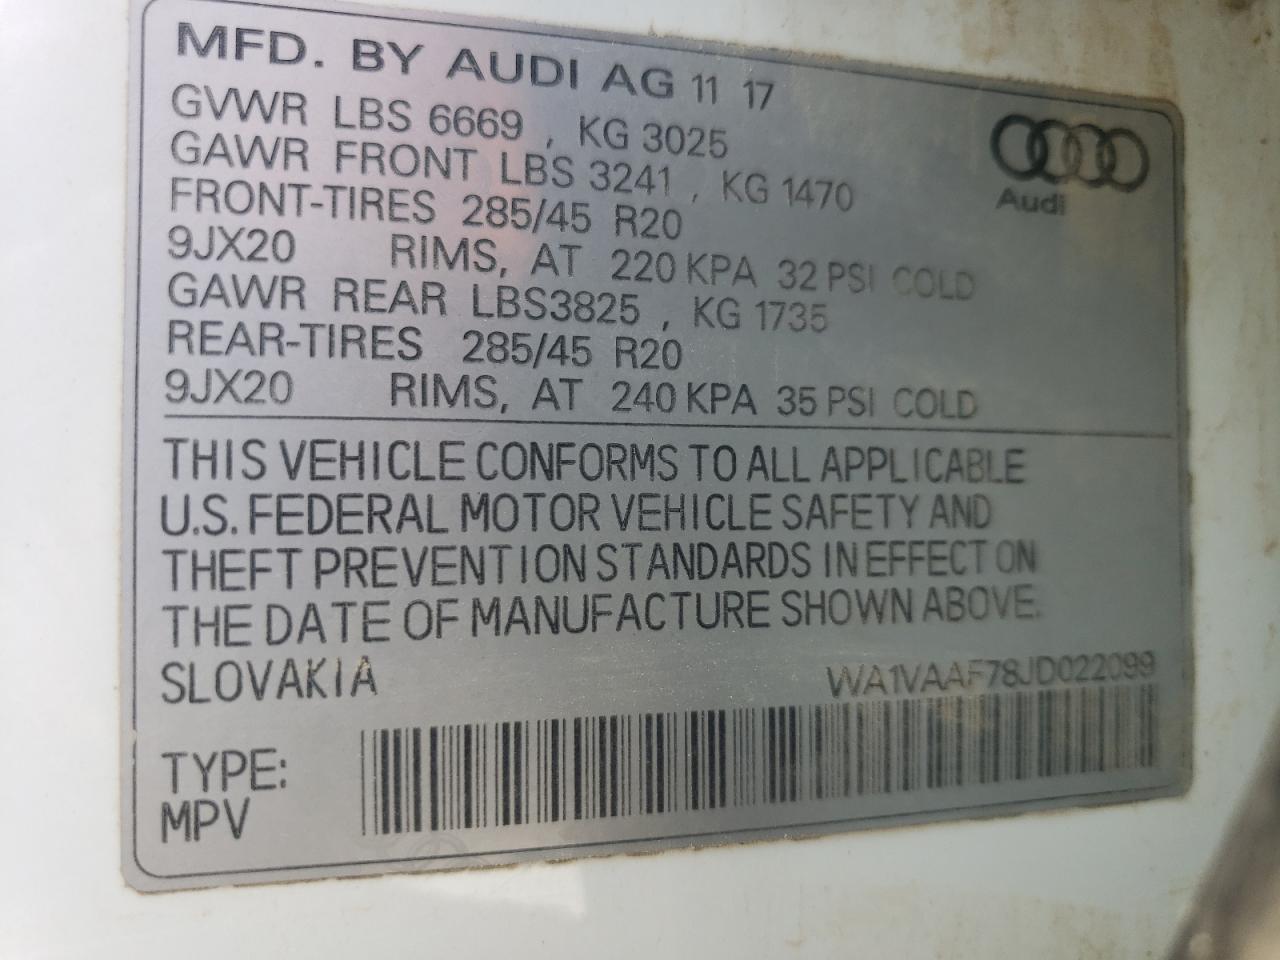 MFD. BY AUDI AG 11 17
GVWR LBS 6669 , KG 3025
GAWR FRONT LBS 3241 , KG 1470
FRONT-TIRES 285/45 R20
9JX20 RIMS, AT 220 KPA 32 PSI COLD
GAWR REAR LBS3825 , KG 1735
REAR-TIRES 285/45 R20
9JX20 RIMS, AT 240 KPA 35 PSI COLD
Audi
THIS VEHICLE CONFORMS TO ALL APPLICABLE
U.S. FEDERAL MOTOR VEHICLE SAFETY AND
THEFT PREVENTION STANDARDS IN EFFECT ON
THE DATE OF MANUFACTURE SHOWN ABOVE.
SLOVAKIA WA1VAAF78JD022099
TYPE:
MPV